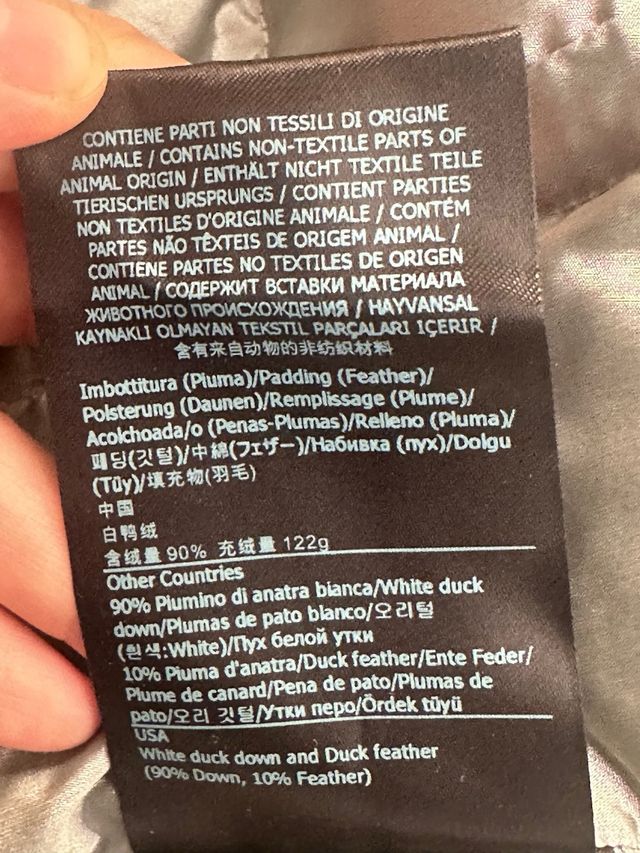 CONTIENE PARTI NON TESSILI DI ORIGINE
ANIMALE / CONTAINS NON-TEXTILE PARTS OF
ANIMAL ORIGIN / ENTHÄLT NICHT TEXTILE TEILE
TIERISCHEN URSPRUNGS / CONTIENT PARTIES
NON TEXTILES D'ORIGINE ANIMALE / CONTÉM
PARTES NÃO TÊXTEIS DE ORIGEM ANIMAL /
CONTIENE PARTES NO TEXTILES DE ORIGEN
ANIMAL / СОДЕРЖИТ ВСТАВКИ МАТЕРИАЛА
ЖИВОТНОГО ПРОИСХОЖДЕНИЯ / HAYVANSAL
KAYNAKLI OLMAYAN TEKSTIL PARÇALARI IÇERIR /
含有来自动物的非纺织材料
Imbottitura (Piuma)/Padding (Feather)/
Polsterung (Daunen)/Remplissage (Plume)/
Acolchoada/o (Penas-Plumas)/Relleno (Pluma)/
패딩(깃털)/中綿(フェザー)/Набивка (пух)/Dolgu
(Tüy)/填充物(羽毛)
中国
白鸭绒
含绒量 90% 充绒量 122g
Other Countries
90% Piumino di anatra bianca/White duck
down/Plumas de pato blanco/오리털
(흰색:White)/Пух белой утки
10% Piuma d'anatra/Duck feather/Ente Feder/
Plume de canard/Pena de pato/Plumas de
pato/오리 깃털/Утки перо/Ördek tüyü
USA
White duck down and Duck feather
(90% Down, 10% Feather)